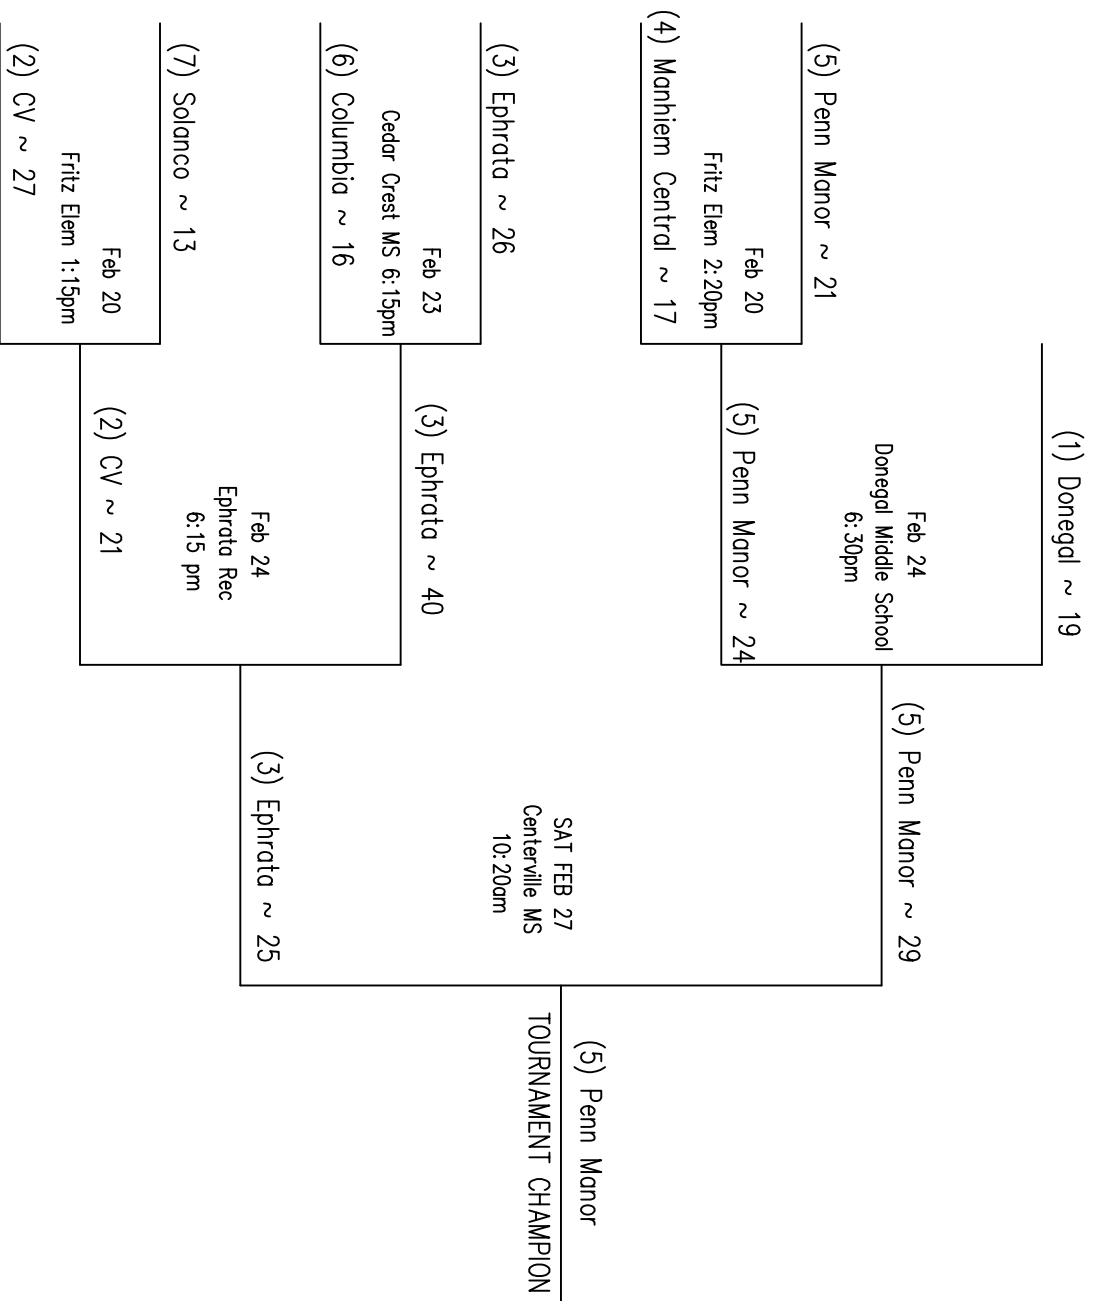 (1) Donegal ~ 19
Feb 24
Donegal Middle School
6:30pm
(5) Penn Manor ~ 21
Feb 20
Fritz Elem 2:20pm
(4) Manhiem Central ~ 17
(5) Penn Manor ~ 24
(5) Penn Manor ~ 29
(3) Ephrata ~ 26
Feb 23
Cedar Crest MS 6:15pm
(6) Columbia ~ 16
(3) Ephrata ~ 40
Feb 24
Ephrata Rec
6:15 pm
(7) Solanco ~ 13
Feb 20
Fritz Elem 1:15pm
(2) CV ~ 27
(2) CV ~ 21
(3) Ephrata ~ 25
SAT FEB 27
Centerville MS
10:20am
(5) Penn Manor
TOURNAMENT CHAMPION